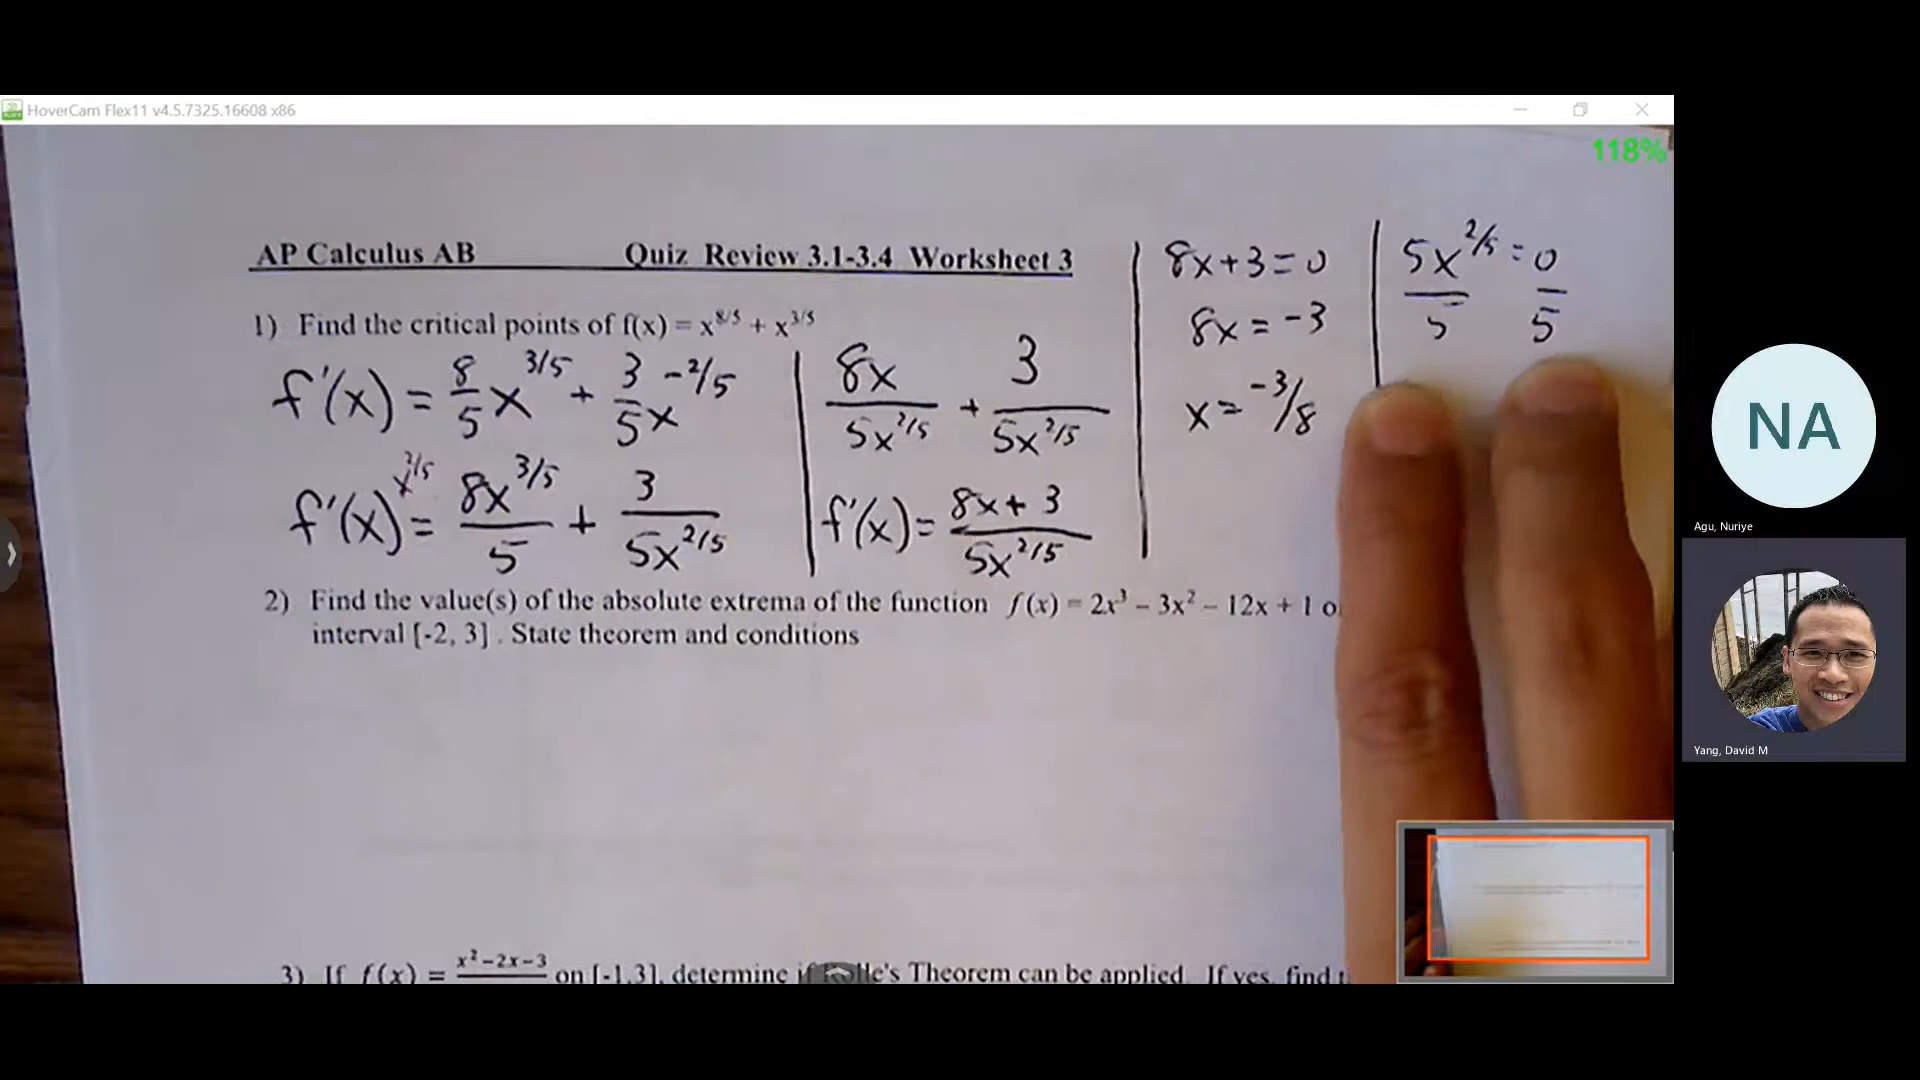 HoverCam Flex11 v4.5.7325.16608 x86
118%
AP Calculus AB Quiz Review 3.1-3.4 Worksheet 3
1) Find the critical points of f(x) = x^8/5 + x^3/5
f'(x) = 8/5 x^3/5 + 3/5 x^-2/5
f'(x) = x^2/5 8x^3/5 / 5 + 3 / 5x^2/5
8x / 5x^2/5 + 3 / 5x^2/5
f'(x) = 8x + 3 / 5x^2/5
8x + 3 = 0
8x = -3
x = -3/8
5x^2/5 / 5 = 0 / 5
2) Find the value(s) of the absolute extrema of the function f(x) = 2x³ – 3x² – 12x + 1
interval [-2, 3] . State theorem and conditions
3) If f(x) = x² – 2x – 3 on [-1,3], determine if Theorem can be applied. If yes, find
NA
Agu, Nuriye
Yang, David M